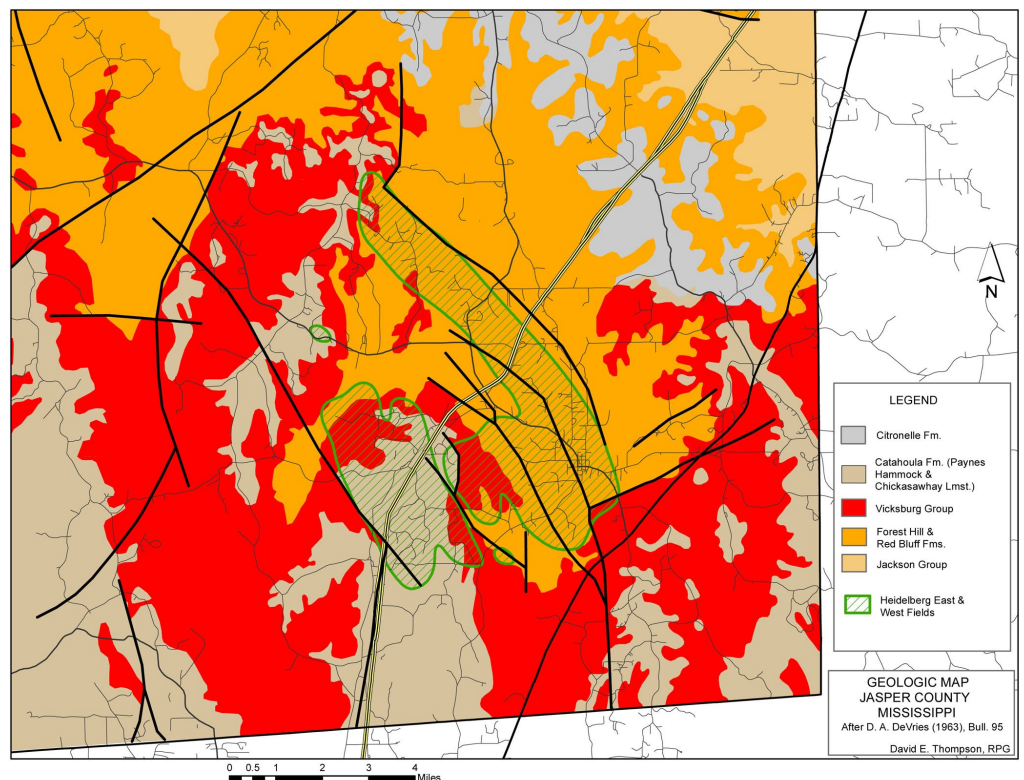 N
LEGEND
Citronelle Fm.
Catahoula Fm. (Paynes
Hammock &
Chickasawhay Lmst.)
Vicksburg Group
Forest Hill &
Red Bluff Fms.
Jackson Group
Heidelberg East &
West Fields
GEOLOGIC MAP
JASPER COUNTY
MISSISSIPPI
After D. A. DeVries (1963), Bull. 95
David E. Thompson, RPG
0 0.5 1 2 3 4
Miles